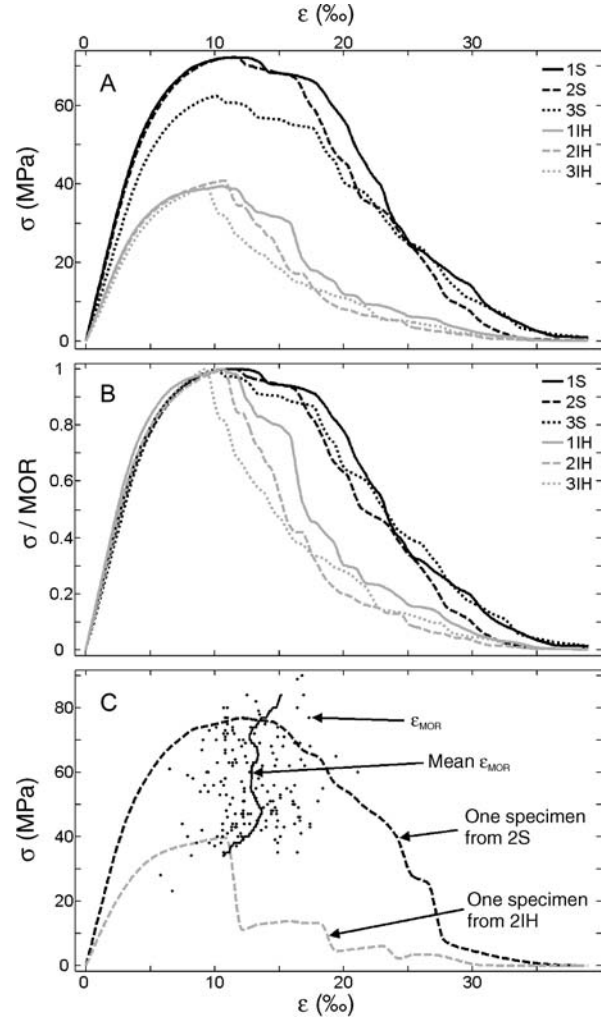 ε (‰)
0 10 20 30
A
σ (MPa)
60
40
20
0
1S
2S
3S
1IH
2IH
3IH
B
σ / MOR
1
0.8
0.6
0.4
0.2
0
1S
2S
3S
1IH
2IH
3IH
C
σ (MPa)
80
60
40
20
0
εMOR
Mean εMOR
One specimen
from 2S
One specimen
from 2IH
0 10 20 30
ε (‰)